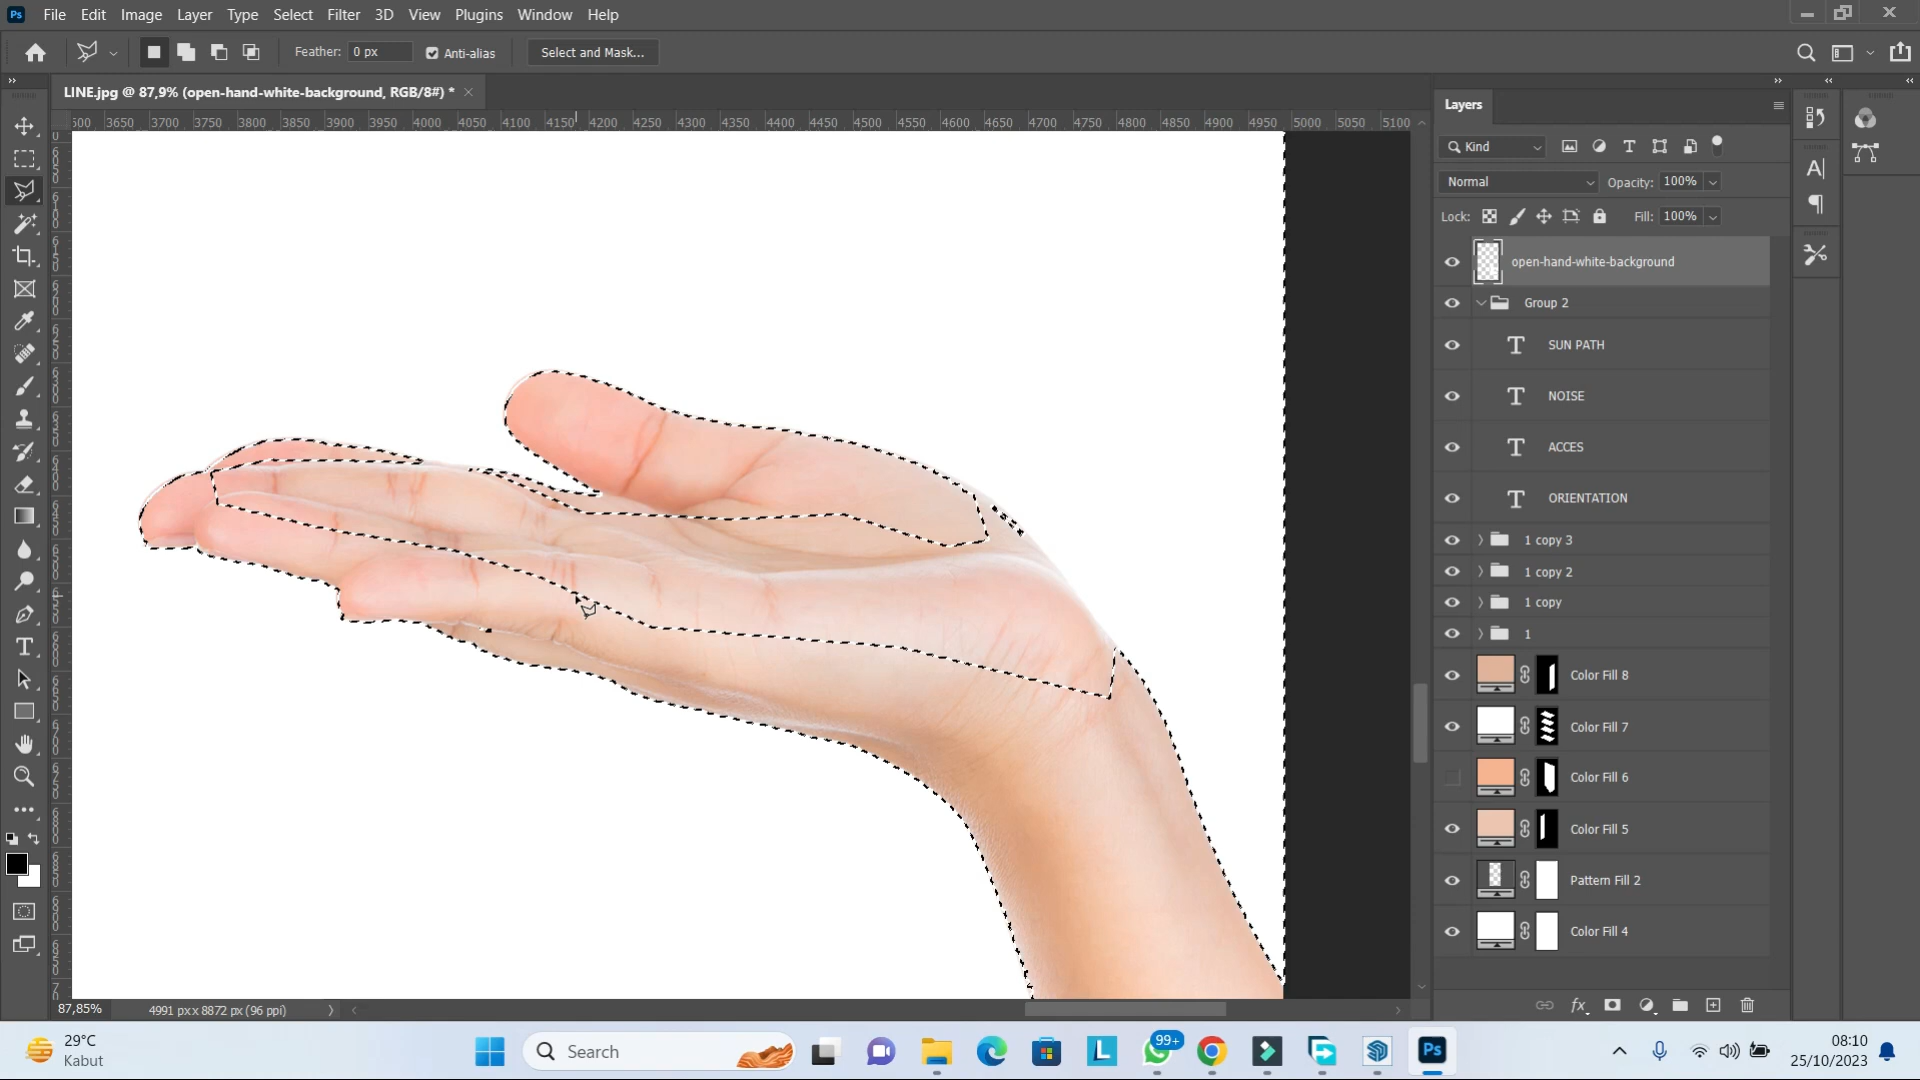 Ps File Edit Image Layer Type Select Filter 3D View Plugins Window Help
Feather: 0 px Anti-alias Select and Mask...
LINE.jpg @ 87,9% (open-hand-white-background, RGB/8#) *
3650 3700 3750 3800 3850 3900 3950 4000 4050 4100 4150 4200 4250 4300 4350 4400 4450 4500 4550 4600 4650 4700 4750 4800 4850 4900 4950 5000 5050 5100
Layers
Kind
Normal Opacity: 100%
Lock: Fill: 100%
open-hand-white-background
Group 2
SUN PATH
NOISE
ACCES
ORIENTATION
1 copy 3
1 copy 2
1 copy
1
Color Fill 8
Color Fill 7
Color Fill 6
Color Fill 5
Pattern Fill 2
Color Fill 4
87,85% 4991 px x 8872 px (96 ppi)
29°C
Kabut
Search
99+
Ps
08:10
25/10/2023